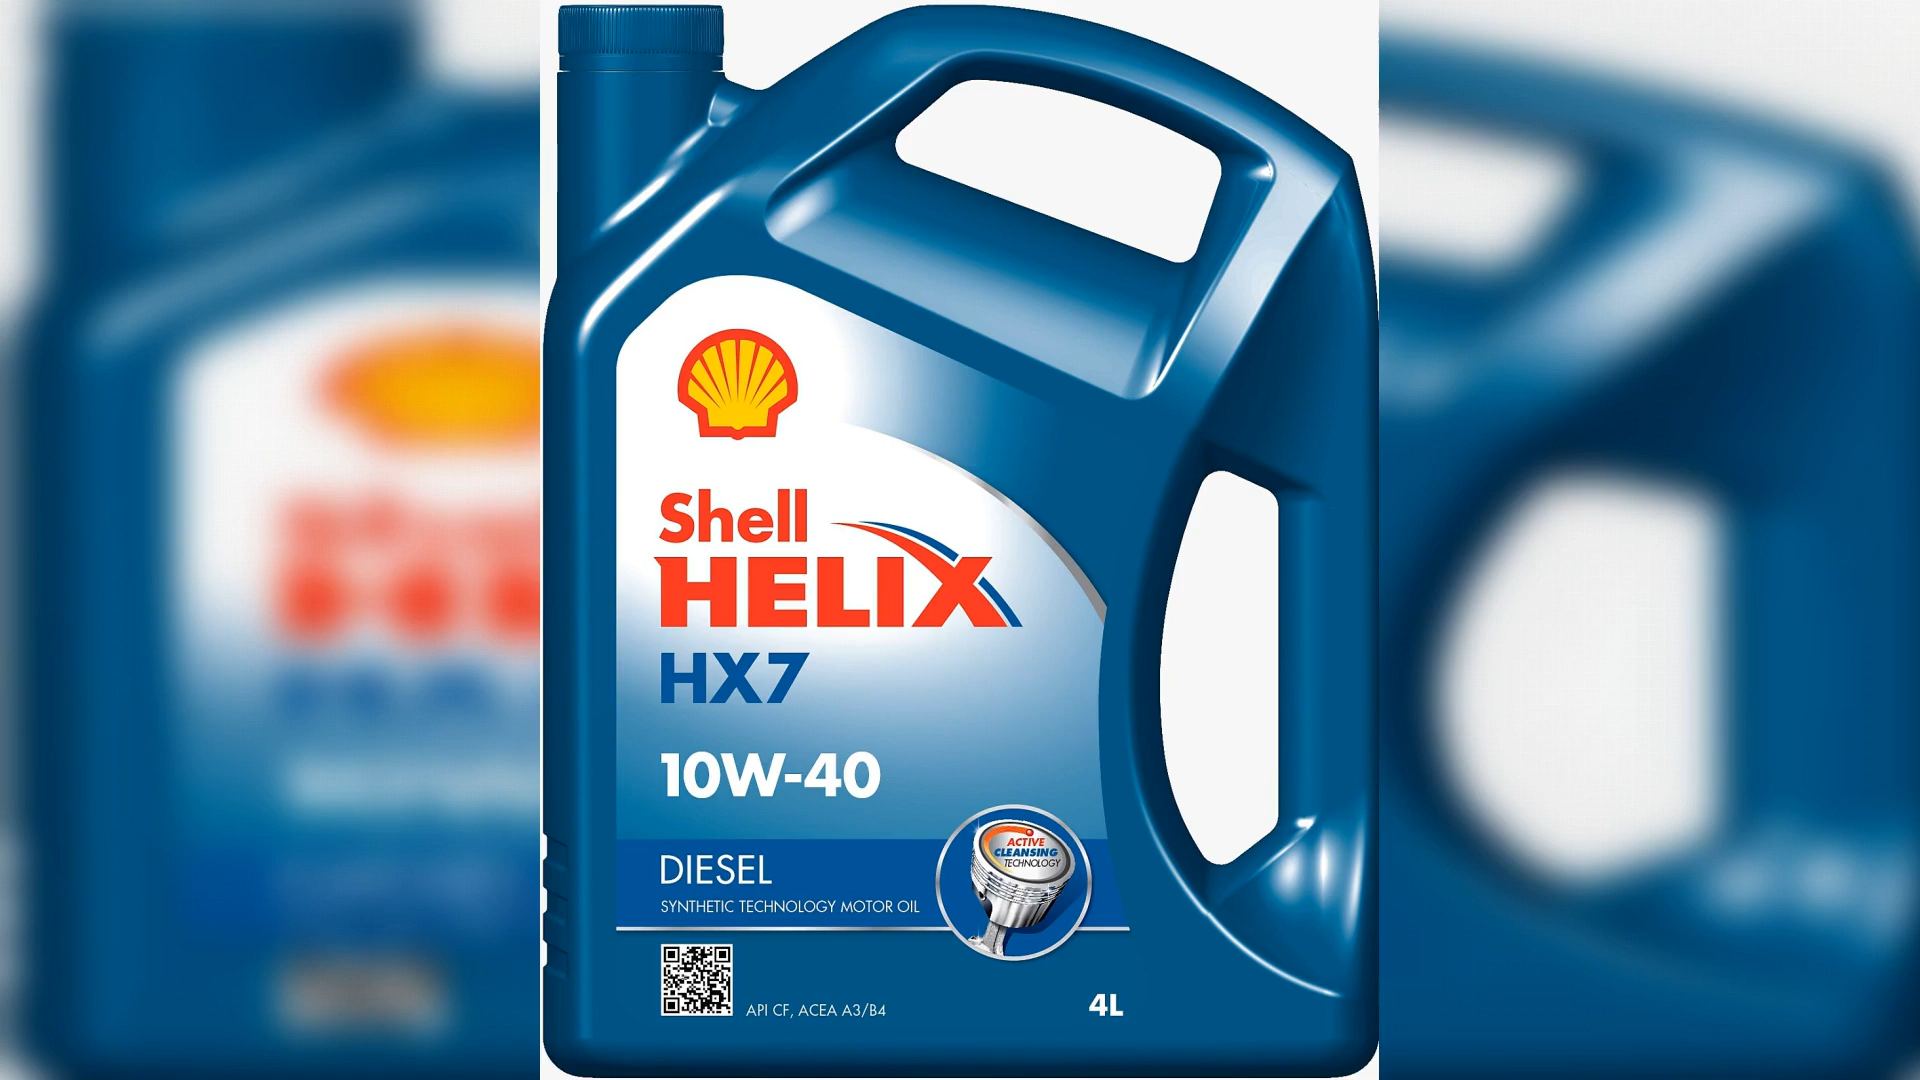 Shell
HELIX
HX7
10W-40
DIESEL
SYNTHETIC TECHNOLOGY MOTOR OIL
ACTIVE
CLEANSING
TECHNOLOGY
API CF, ACEA A3/B4
4L